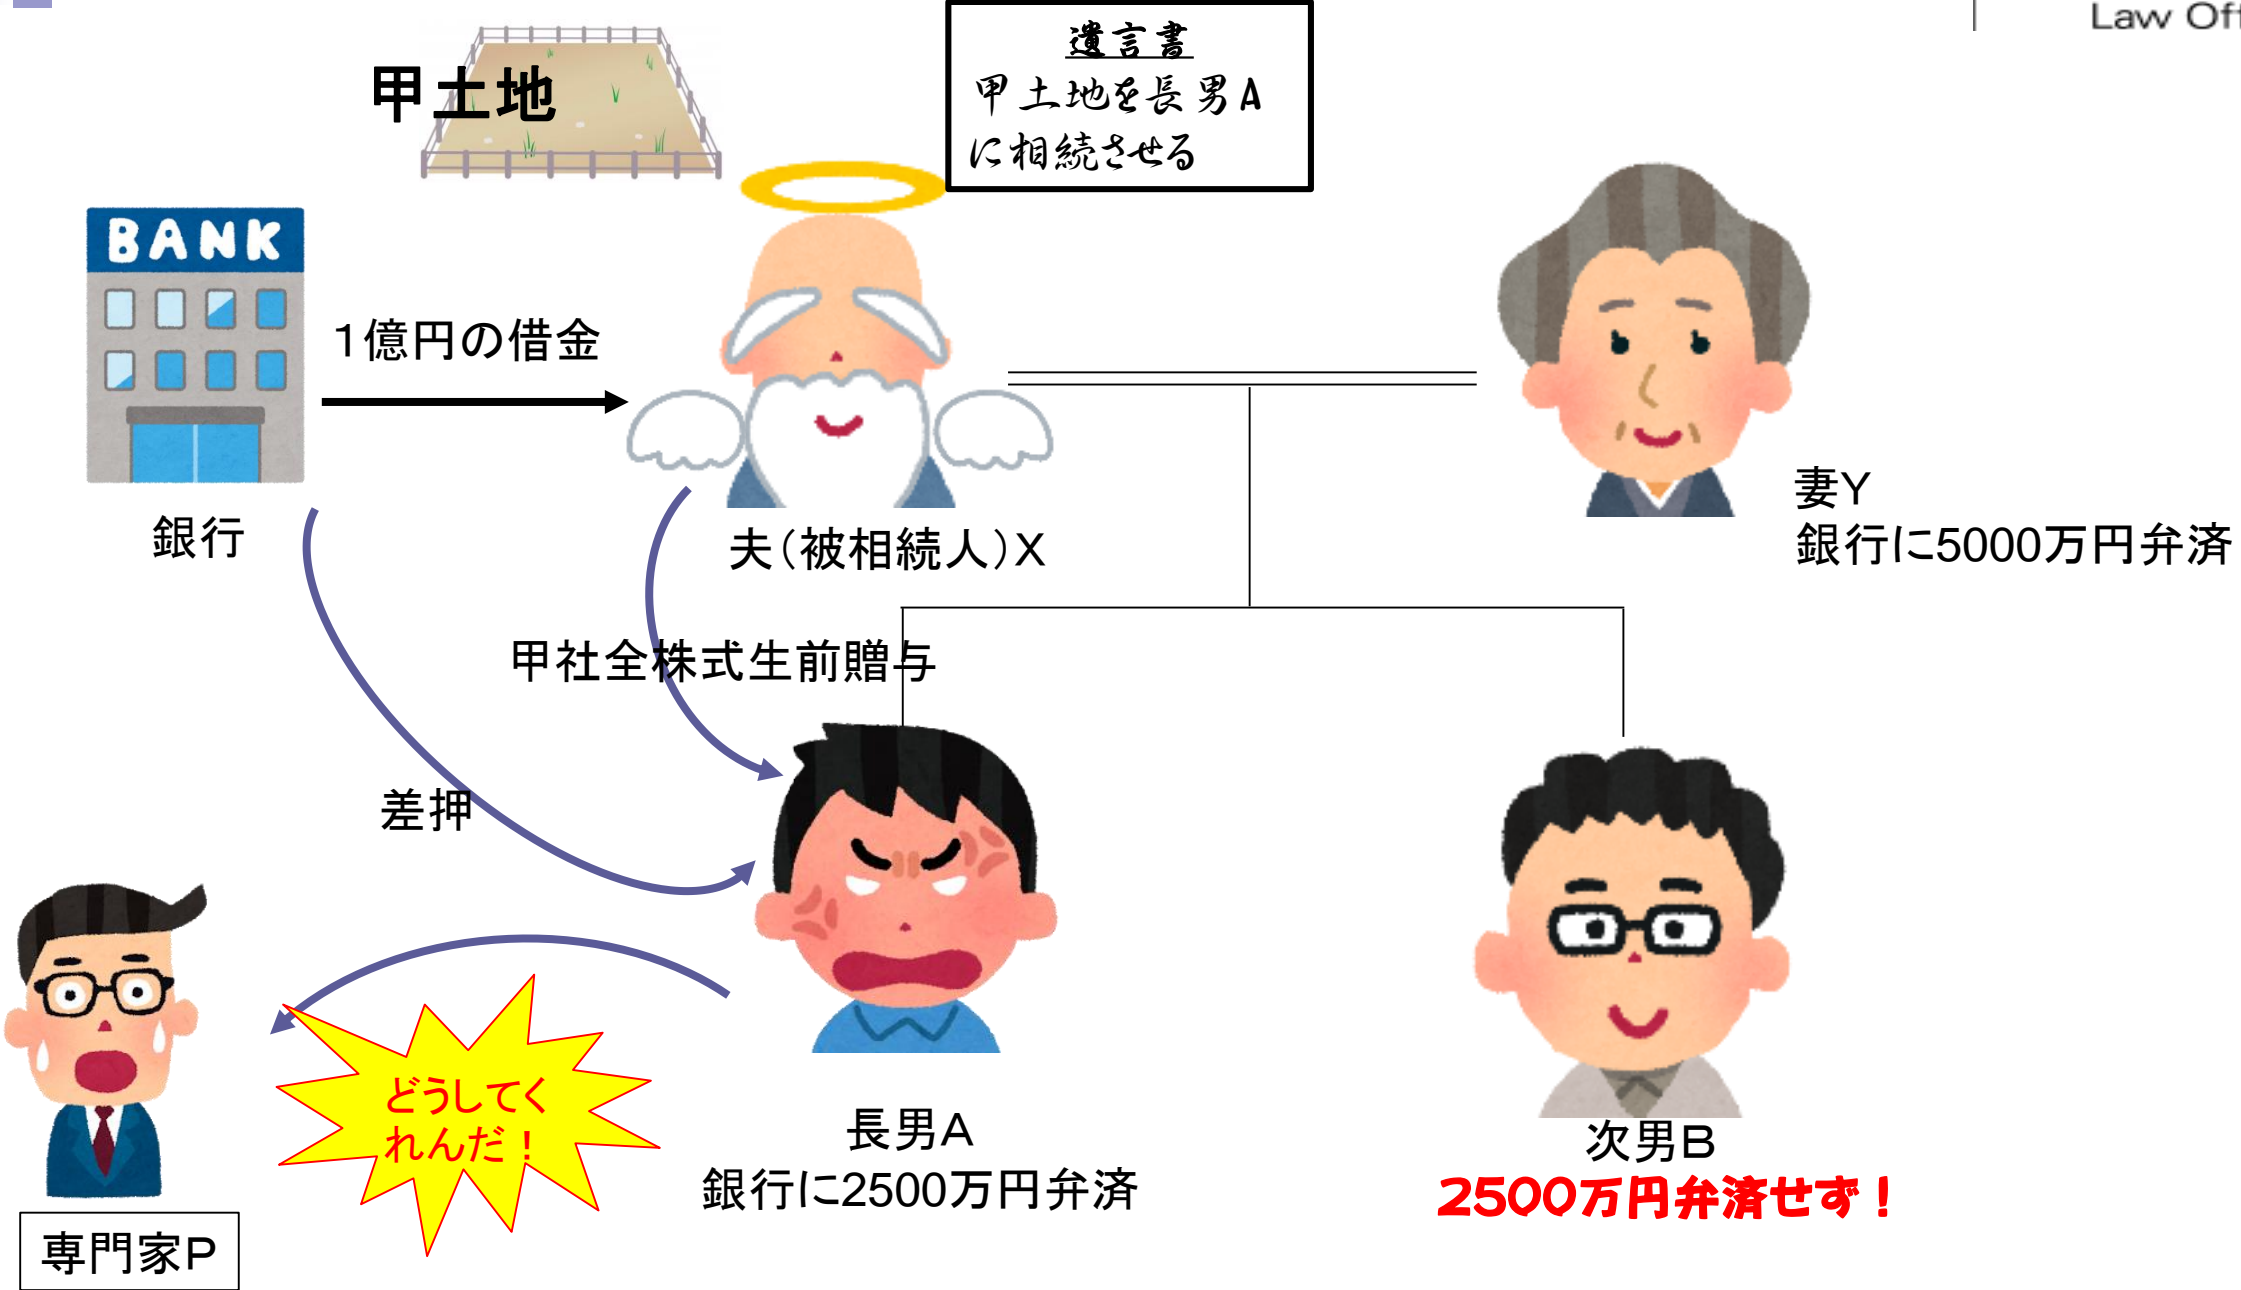 Law Off
遺言書
甲土地を長男A
に相続させる
甲土地
BANK
1億円の借金
銀行
夫(被相続人)X
妻Y
銀行に5000万円弁済
甲社全株式生前贈与
差押
どうしてく
れんだ！
長男A
銀行に2500万円弁済
次男B
2500万円弁済せず！
専門家P